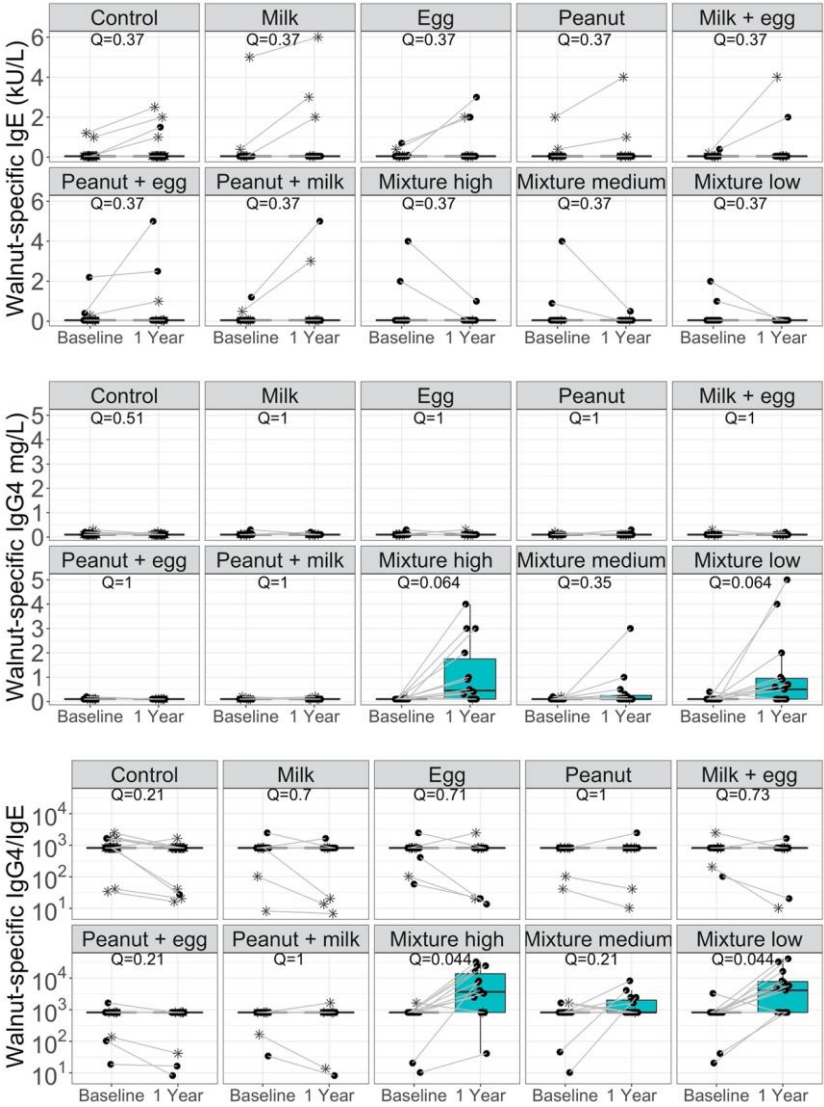 Control Milk Egg Peanut Milk + egg
Q=0.37 Q=0.37 Q=0.37 Q=0.37 Q=0.37
6
4
2
0
Walnut-specific IgE (kU/L)
Peanut + egg Peanut + milk Mixture high Mixture medium Mixture low
Q=0.37 Q=0.37 Q=0.37 Q=0.37 Q=0.37
6
4
2
0
Baseline 1 Year Baseline 1 Year Baseline 1 Year Baseline 1 Year Baseline 1 Year
Control Milk Egg Peanut Milk + egg
Q=0.51 Q=1 Q=1 Q=1 Q=1
5
4
3
2
1
0
Walnut-specific IgG4 mg/L
Peanut + egg Peanut + milk Mixture high Mixture medium Mixture low
Q=1 Q=1 Q=0.064 Q=0.35 Q=0.064
5
4
3
2
1
0
Baseline 1 Year Baseline 1 Year Baseline 1 Year Baseline 1 Year Baseline 1 Year
Control Milk Egg Peanut Milk + egg
Q=0.21 Q=0.7 Q=0.71 Q=1 Q=0.73
10⁴
10³
10²
10¹
Walnut-specific IgG4/IgE
Peanut + egg Peanut + milk Mixture high Mixture medium Mixture low
Q=0.21 Q=1 Q=0.044 Q=0.21 Q=0.044
10⁴
10³
10²
10¹
Baseline 1 Year Baseline 1 Year Baseline 1 Year Baseline 1 Year Baseline 1 Year